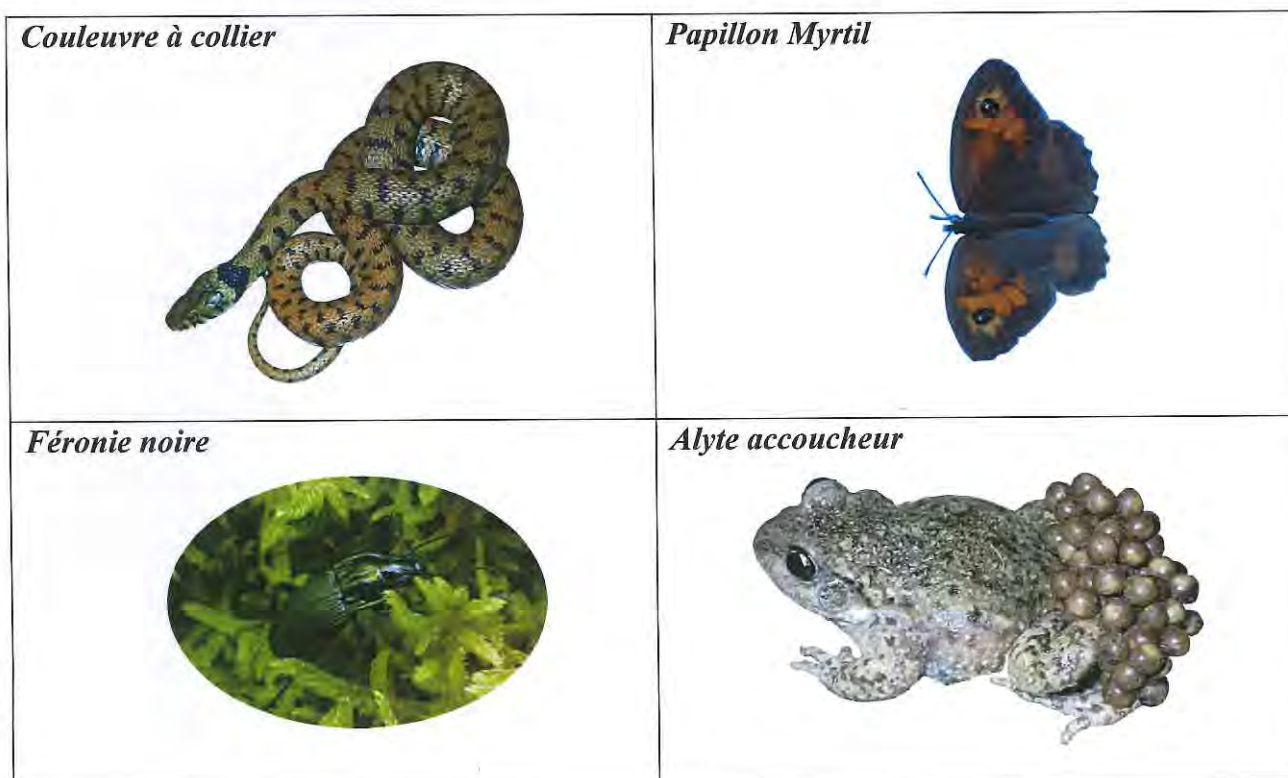 Couleuvre à collier
Papillon Myrtil
Féronie noire
Alyte accoucheur